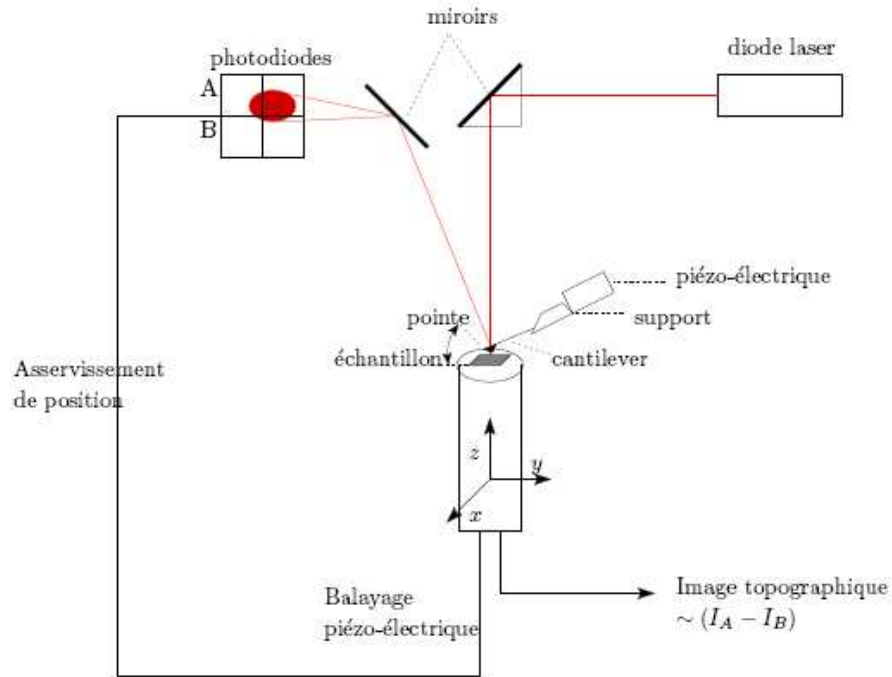 miroirs
photodiodes
diode laser
A
B
piézo-électrique
pointe
support
échantillon
cantilever
Asservissement
de position
z
y
x
Balayage
piézo-électrique
Image topographique
∼ (I_A − I_B)